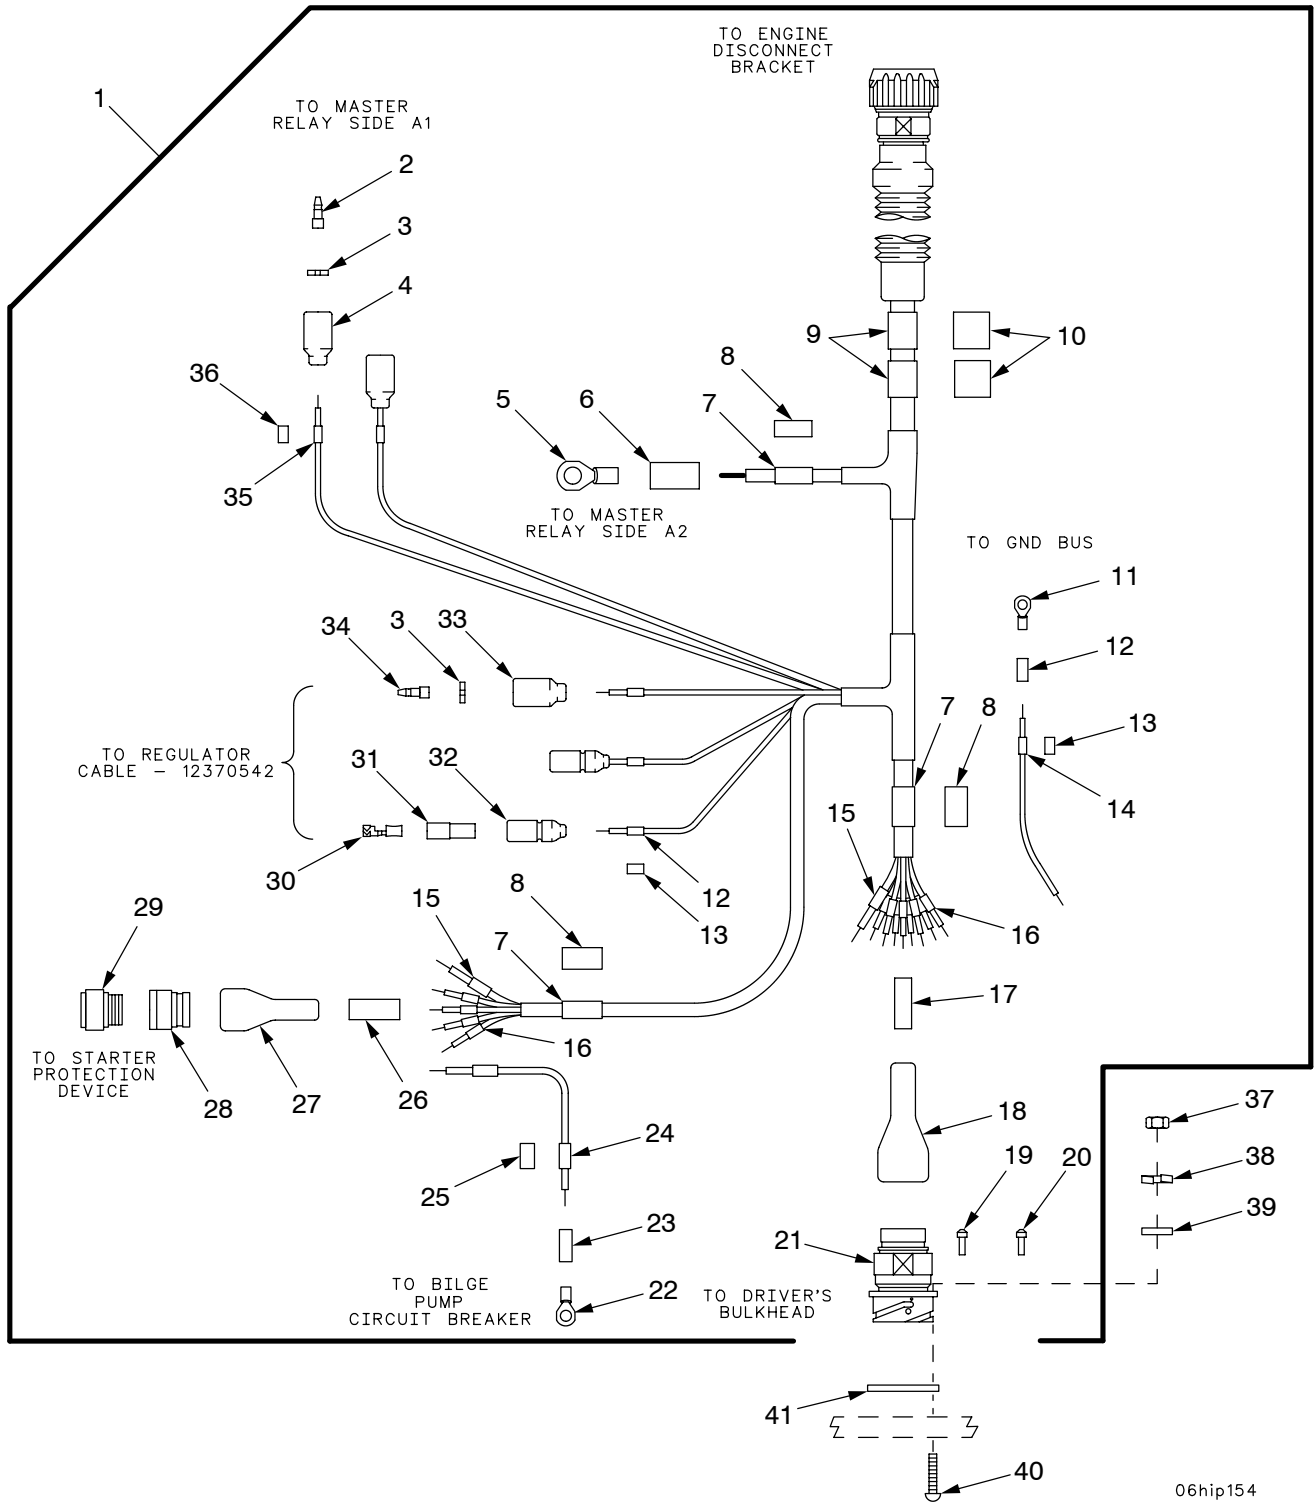 TO ENGINE
DISCONNECT
BRACKET
1
TO MASTER
RELAY SIDE A1
2
3
4
9
10
8
36
5
6
7
35
TO MASTER
RELAY SIDE A2
TO GND BUS
11
34
3
33
12
7
8
13
TO REGULATOR
CABLE - 12370542
31
32
15
14
30
12
8
13
16
29
15
7
17
16
TO STARTER
PROTECTION
DEVICE
28
27
26
18
37
24
19
20
38
25
39
23
21
TO BILGE
PUMP
CIRCUIT BREAKER
22
TO DRIVER'S
BULKHEAD
41
40
06hip154